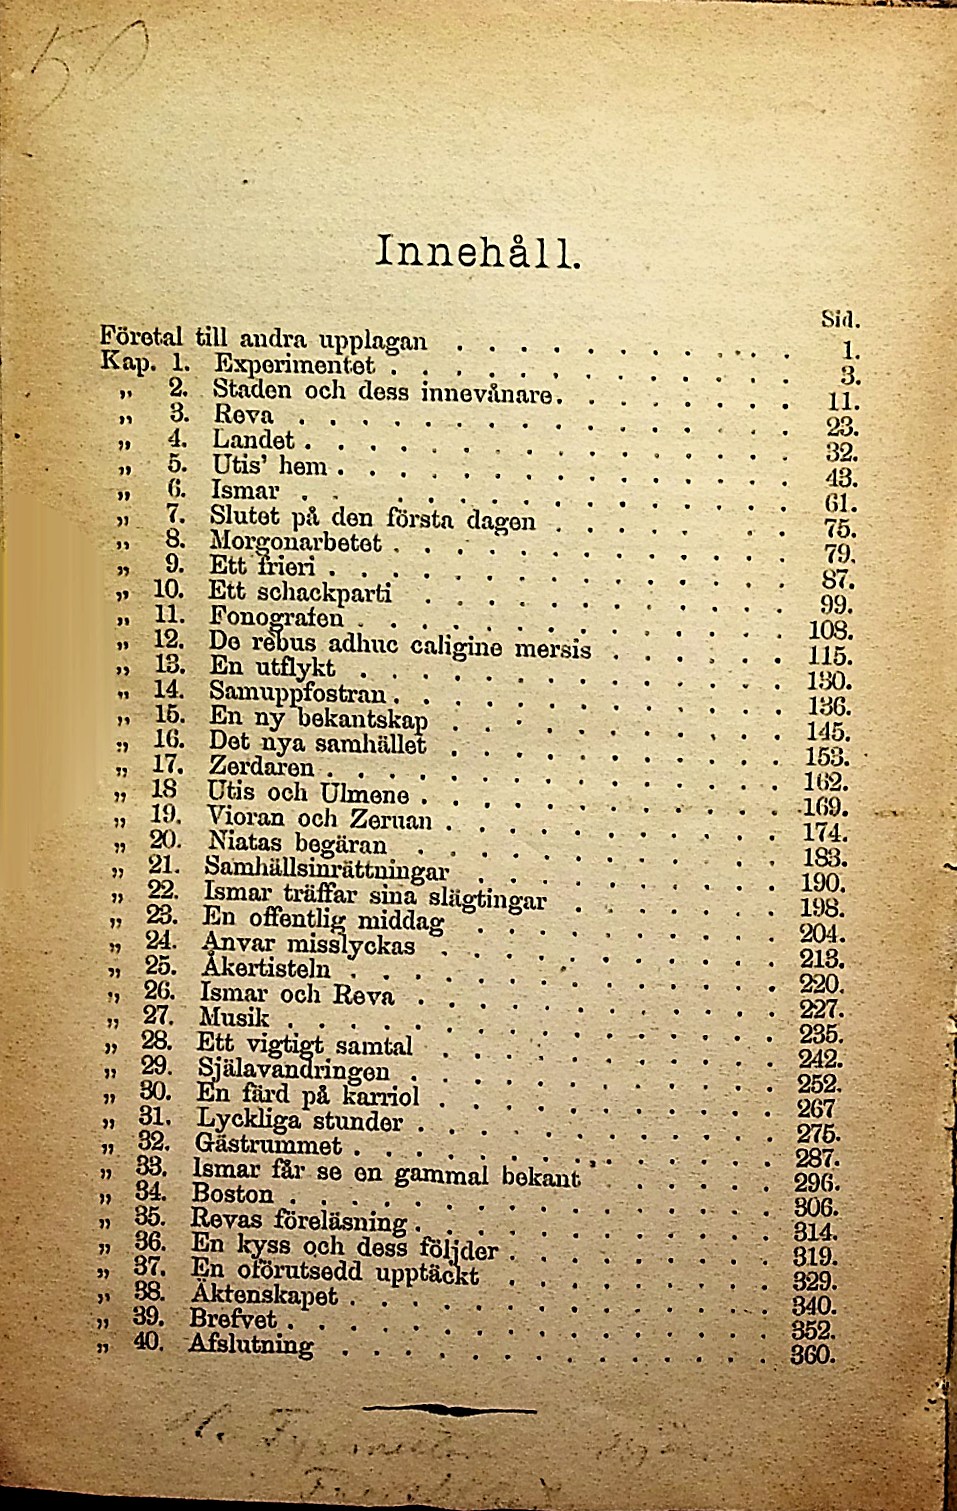 50
Innehåll.
Sid.
Företal till andra upplagan . . . . . . . . . . . 1.
Kap. 1. Experimentet . . . . . . . . . . . . . 3.
„ 2. Staden och dess innevånare. . . . . . . . 11.
„ 3. Reva . . . . . . . . . . . . . . . . 23.
„ 4. Landet . . . . . . . . . . . . . . . . 32.
„ 5. Utis' hem . . . . . . . . . . . . . . . 43.
„ 6. Ismar . . . . . . . . . . . . . . . . 61.
„ 7. Slutet på den första dagen . . . . . . . . 75.
„ 8. Morgonarbetet . . . . . . . . . . . . . 79.
„ 9. Ett frieri . . . . . . . . . . . . . . . 87.
„ 10. Ett schackparti . . . . . . . . . . . . 99.
„ 11. Fonografen . . . . . . . . . . . . . . 108.
„ 12. De rebus adhuc caligine mersis . . . . . . 115.
„ 13. En utflykt . . . . . . . . . . . . . . 130.
„ 14. Samuppfostran . . . . . . . . . . . . . 136.
„ 15. En ny bekantskap . . . . . . . . . . . 145.
„ 16. Det nya samhället . . . . . . . . . . . 153.
„ 17. Zerdaren . . . . . . . . . . . . . . . 162.
„ 18 Utis och Ulmene . . . . . . . . . . . . 169.
„ 19. Vioran och Zeruan . . . . . . . . . . . 174.
„ 20. Niatas begäran . . . . . . . . . . . . 183.
„ 21. Samhällsinrättningar . . . . . . . . . . 190.
„ 22. Ismar träffar sina slägtingar . . . . . . . 198.
„ 23. En offentlig middag . . . . . . . . . . 204.
„ 24. Anvar misslyckas . . . . . . . . . . . 213.
„ 25. Åkertisteln . . . . . . . . . . . . . . 220.
„ 26. Ismar och Reva . . . . . . . . . . . . 227.
„ 27. Musik . . . . . . . . . . . . . . . . 235.
„ 28. Ett vigtigt samtal . . . . . . . . . . . 242.
„ 29. Själavandringen . . . . . . . . . . . . 252.
„ 30. En färd på karriol . . . . . . . . . . . 267
„ 31. Lyckliga stunder . . . . . . . . . . . . 275.
„ 32. Gästrummet . . . . . . . . . . . . . . 287.
„ 33. Ismar får se en gammal bekant . . . . . . 296.
„ 34. Boston . . . . . . . . . . . . . . . . 306.
„ 35. Revas föreläsning . . . . . . . . . . . . 314.
„ 36. En kyss och dess följder . . . . . . . . . 319.
„ 37. En oförutsedd upptäckt . . . . . . . . . 329.
„ 38. Äktenskapet . . . . . . . . . . . . . . 340.
„ 39. Brefvet . . . . . . . . . . . . . . . . 352.
„ 40. Afslutning . . . . . . . . . . . . . . 360.